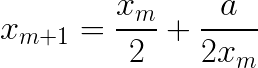 x_{m+1} = \frac{x_m}{2} + \frac{a}{2x_m}